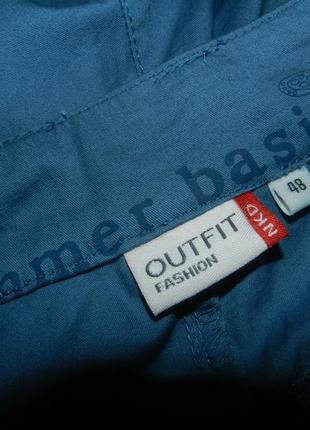 mmer basi
OUTFIT
FASHION
NKD
48